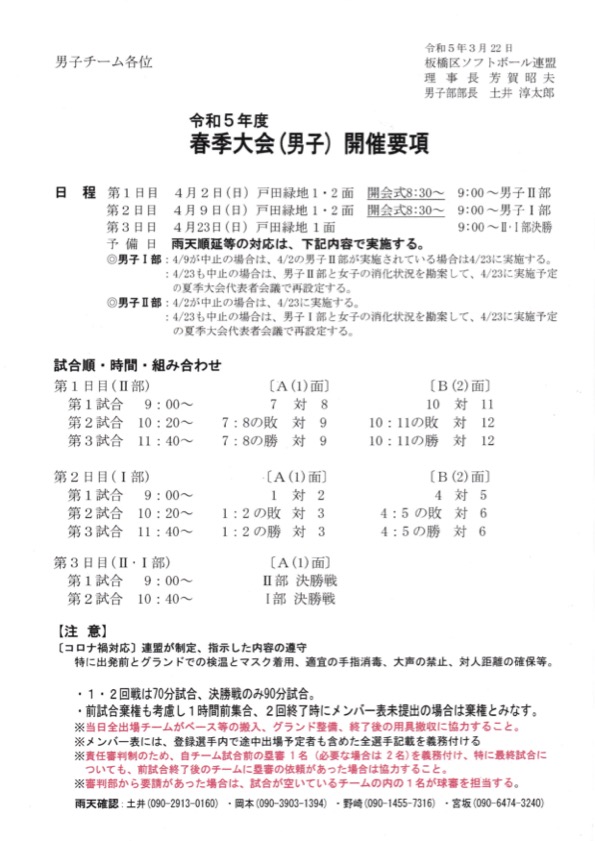 令和５年３月２２日
男子チーム各位
板橋区ソフトボール連盟
理事長 芳賀昭夫
男子部部長 土井 淳太郎
令和５年度
春季大会(男子) 開催要項
日 程 第１日目 ４月２日(日) 戸田緑地１・２面 開会式8:30～ 9:00～男子Ⅱ部
第２日目 ４月９日(日) 戸田緑地１・２面 開会式8:30～ 9:00～男子Ⅰ部
第３日目 ４月23日(日) 戸田緑地１面 9:00～Ⅱ・Ⅰ部決勝
予備日 雨天順延等の対応は、下記内容で実施する。
◎男子Ⅰ部：4/9が中止の場合は、4/2の男子Ⅱ部が実施されている場合は4/23に実施する。
：4/23も中止の場合は、男子Ⅱ部と女子の消化状況を勘案して、4/23に実施予定
の夏季大会代表者会議で再設定する。
◎男子Ⅱ部：4/2が中止の場合は、4/23に実施する。
：4/23も中止の場合は、男子Ⅰ部と女子の消化状況を勘案して、4/23に実施予定
の夏季大会代表者会議で再設定する。
試合順・時間・組み合わせ
第１日目(Ⅱ部) 〔Ａ(1)面〕 〔Ｂ(2)面〕
第１試合 9：00～ 7 対 8 10 対 11
第２試合 10：20～ 7：8の敗 対 9 10：11の敗 対 12
第３試合 11：40～ 7：8の勝 対 9 10：11の勝 対 12
第２日目(Ⅰ部) 〔Ａ(1)面〕 〔Ｂ(2)面〕
第１試合 9：00～ 1 対 2 4 対 5
第２試合 10：20～ 1：2の敗 対 3 4：5の敗 対 6
第３試合 11：40～ 1：2の勝 対 3 4：5の勝 対 6
第３日目(Ⅱ・Ⅰ部) 〔Ａ(1)面〕
第１試合 9：00～ Ⅱ部 決勝戦
第２試合 10：40～ Ⅰ部 決勝戦
【注 意】
〔コロナ禍対応〕連盟が制定、指示した内容の遵守
特に出発前とグランドでの検温とマスク着用、適宜の手指消毒、大声の禁止、対人距離の確保等。
・１・２回戦は70分試合、決勝戦のみ90分試合。
・前試合棄権も考慮し１時間前集合、２回終了時にメンバー表未提出の場合は棄権とみなす。
※当日全出場チームがベース等の搬入、グランド整備、終了後の用具撤収に協力すること。
※メンバー表には、登録選手内で途中出場予定者も含めた全選手記載を義務付ける
※責任審判制のため、自チーム試合前の塁審１名（必要な場合は２名）を義務付け、特に最終試合に
ついても、前試合終了後のチームに塁審の依頼があった場合は協力すること。
※審判部から要請があった場合は、試合が空いているチームの内の１名が球審を担当する。
雨天確認：土井(090-2913-0160) ・岡本(090-3903-1394) ・野崎(090-1455-7316) ・宮坂(090-6474-3240)